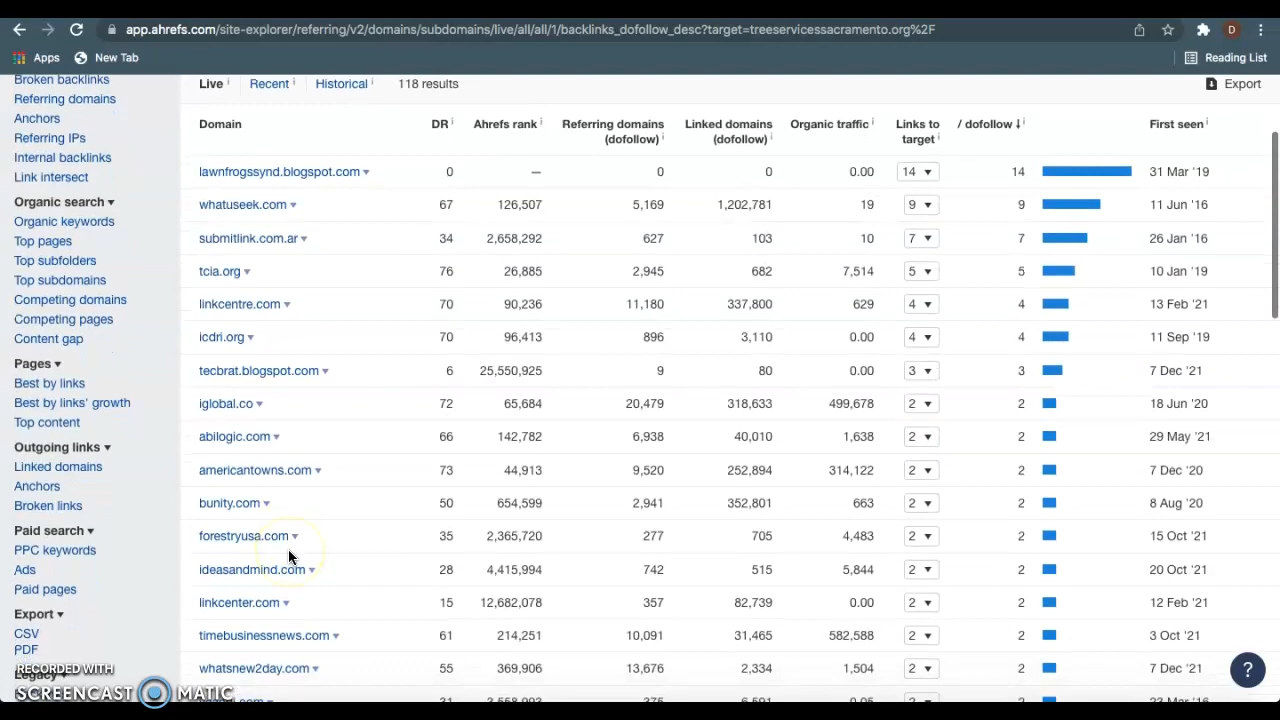 app.ahrefs.com/site-explorer/referring/v2/domains/subdomains/live/all/all/1/backlinks_dofollow_desc?target=treeservicessacramento.org%2F
D
Apps New Tab Reading List
Broken backlinks
Referring domains
Anchors
Referring IPs
Internal backlinks
Link intersect
Organic search
Organic keywords
Top pages
Top subfolders
Top subdomains
Competing domains
Competing pages
Content gap
Pages
Best by links
Best by links' growth
Top content
Outgoing links
Linked domains
Anchors
Broken links
Paid search
PPC keywords
Ads
Paid pages
Export
CSV
PDF
Legacy
Live Recent Historical 118 results Export
Domain DR Ahrefs rank Referring domains (dofollow) Linked domains (dofollow) Organic traffic Links to target / dofollow First seen
lawnfrogssynd.blogspot.com 0 — 0 0 0.00 14 14 31 Mar '19
whatuseek.com 67 126,507 5,169 1,202,781 19 9 9 11 Jun '16
submitlink.com.ar 34 2,658,292 627 103 10 7 7 26 Jan '16
tcia.org 76 26,885 2,945 682 7,514 5 5 10 Jan '19
linkcentre.com 70 90,236 11,180 337,800 629 4 4 13 Feb '21
icdri.org 70 96,413 896 3,110 0.00 4 4 11 Sep '19
tecbrat.blogspot.com 6 25,550,925 9 80 0.00 3 3 7 Dec '21
iglobal.co 72 65,684 20,479 318,633 499,678 2 2 18 Jun '20
abilogic.com 66 142,782 6,938 40,010 1,638 2 2 29 May '21
americantowns.com 73 44,913 9,520 252,894 314,122 2 2 7 Dec '20
bunity.com 50 654,599 2,941 352,801 663 2 2 8 Aug '20
forestryusa.com 35 2,365,720 277 705 4,483 2 2 15 Oct '21
ideasandmind.com 28 4,415,994 742 515 5,844 2 2 20 Oct '21
linkcenter.com 15 12,682,078 357 82,739 0.00 2 2 12 Feb '21
timebusinessnews.com 61 214,251 10,091 31,465 582,588 2 2 3 Oct '21
whatsnew2day.com 55 369,906 13,676 2,334 1,504 2 2 7 Dec '21
?
RECORDED WITH
SCREENCAST MATIC